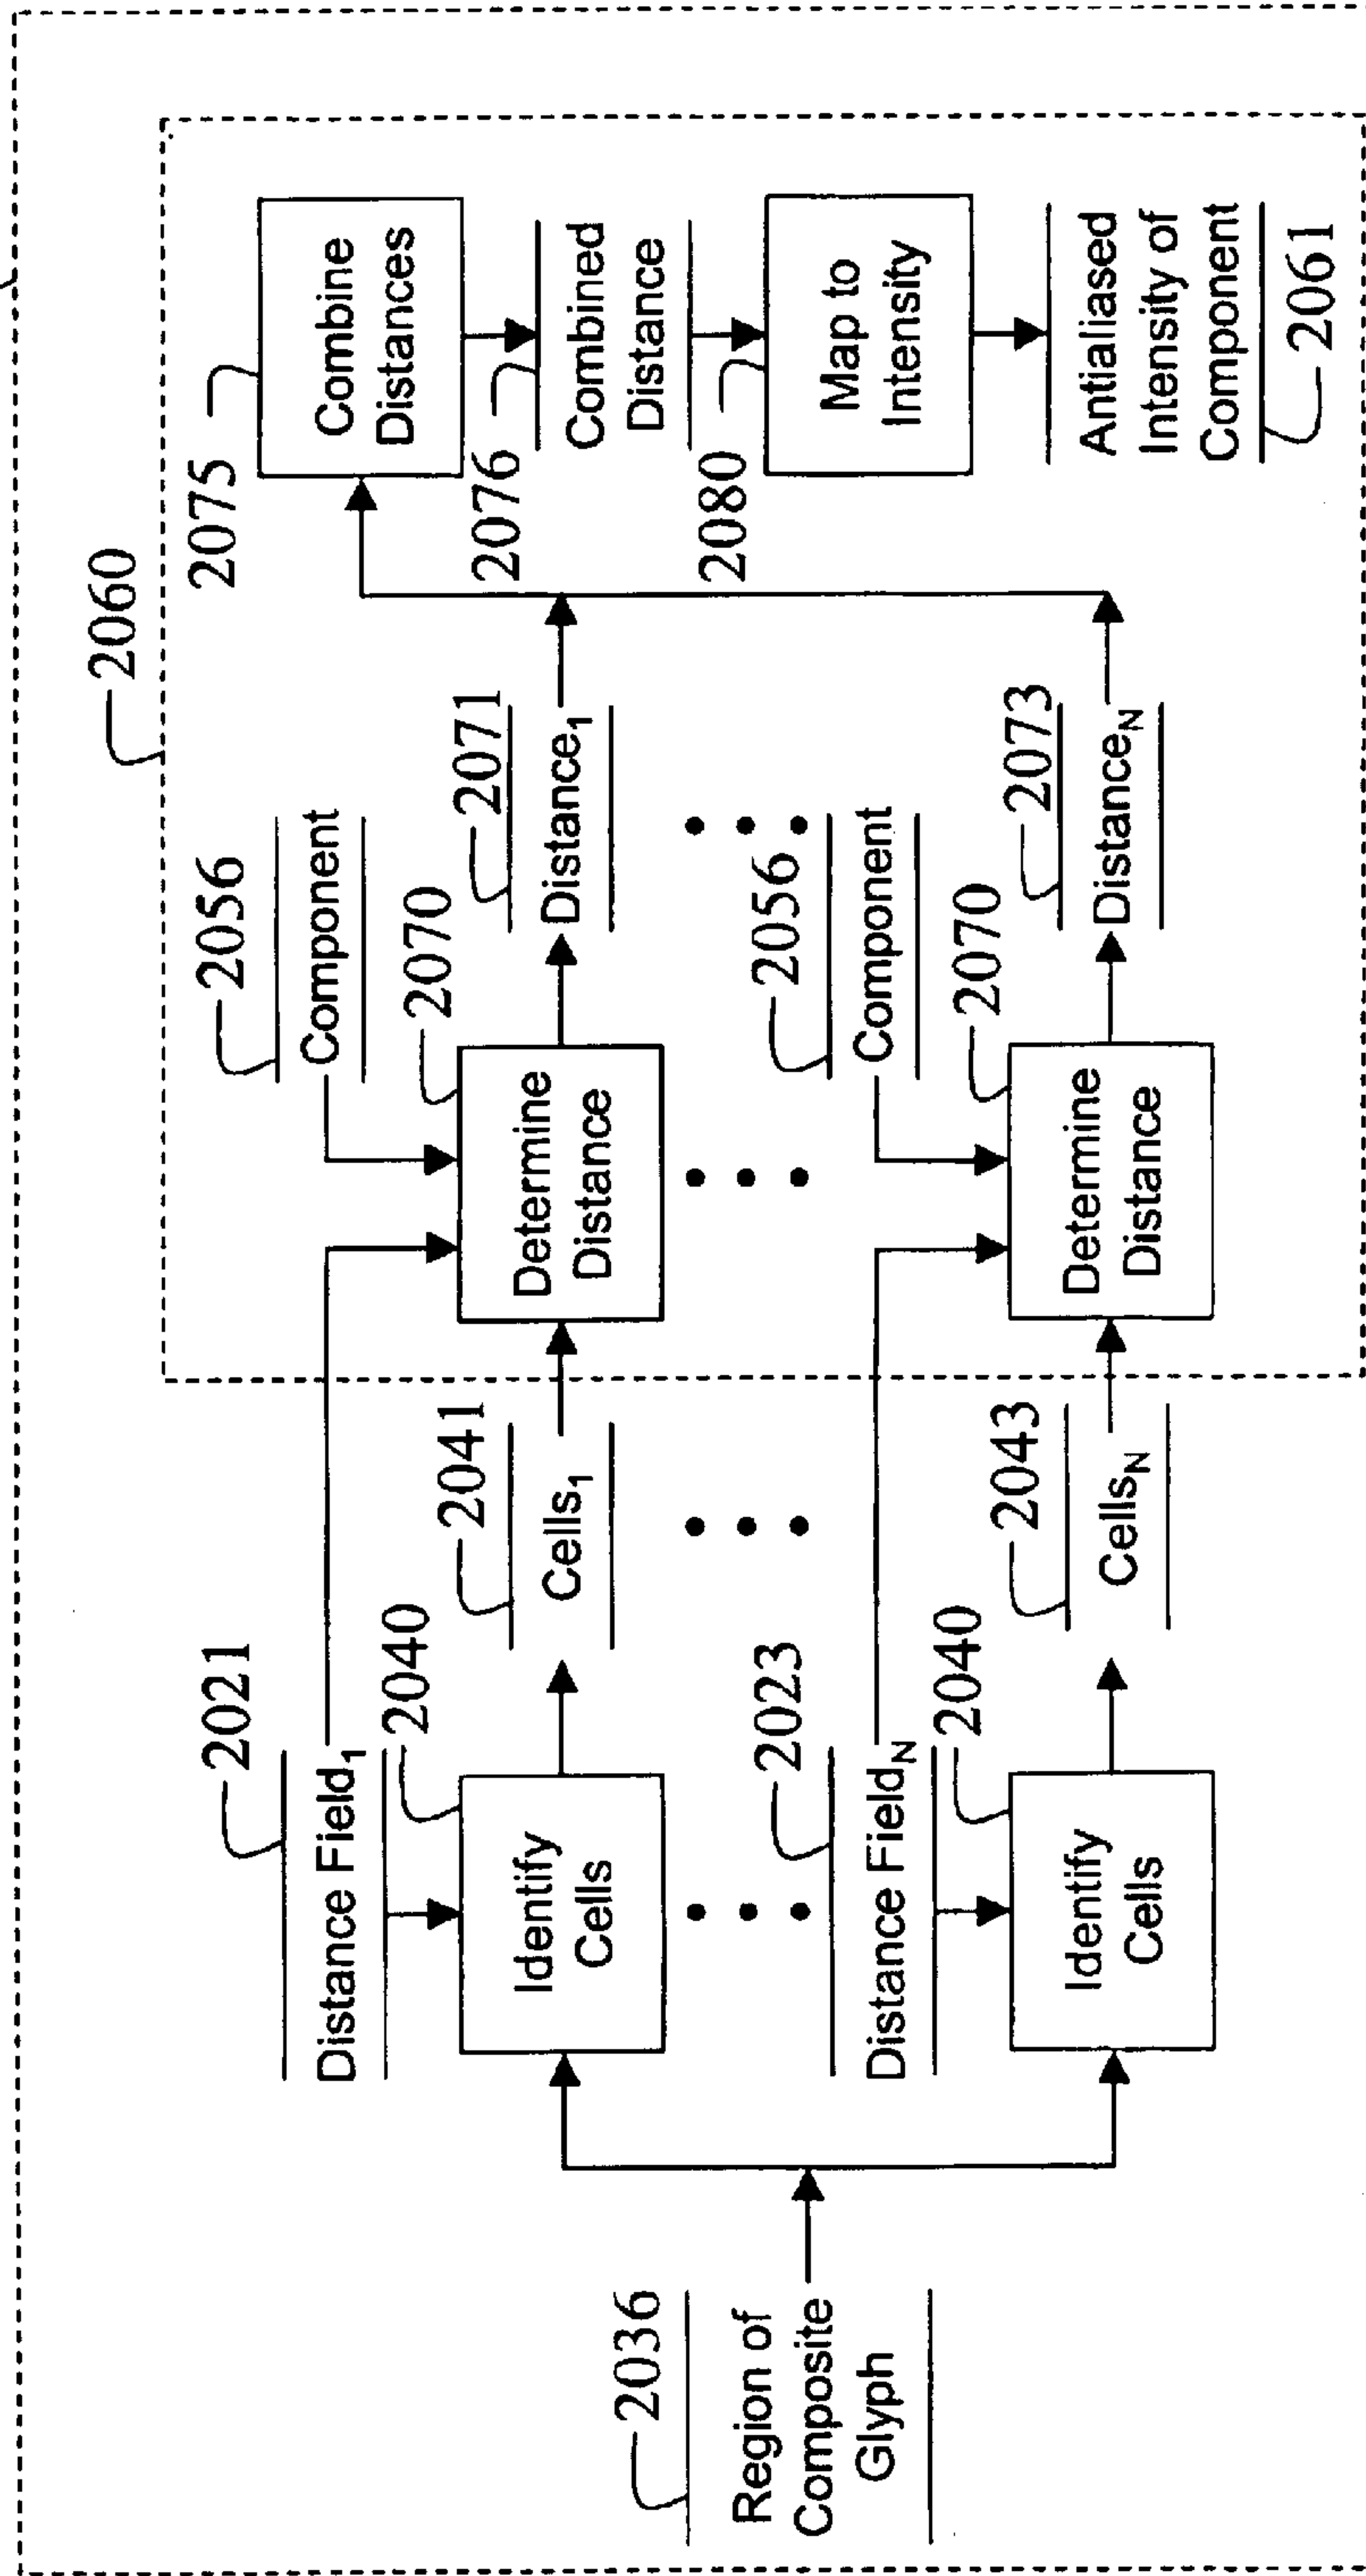 2060
2021
Distance Field1
2040
Identify
Cells
2041
Cells1
2056
Component
2070
Determine
Distance
2071
Distance1
2075
Combine
Distances
2076
Combined
Distance
2080
Map to
Intensity
Antialiased
Intensity of
Component
2061
2036
Region of
Composite
Glyph
2023
Distance FieldN
2040
Identify
Cells
2043
CellsN
2056
Component
2070
Determine
Distance
2073
DistanceN